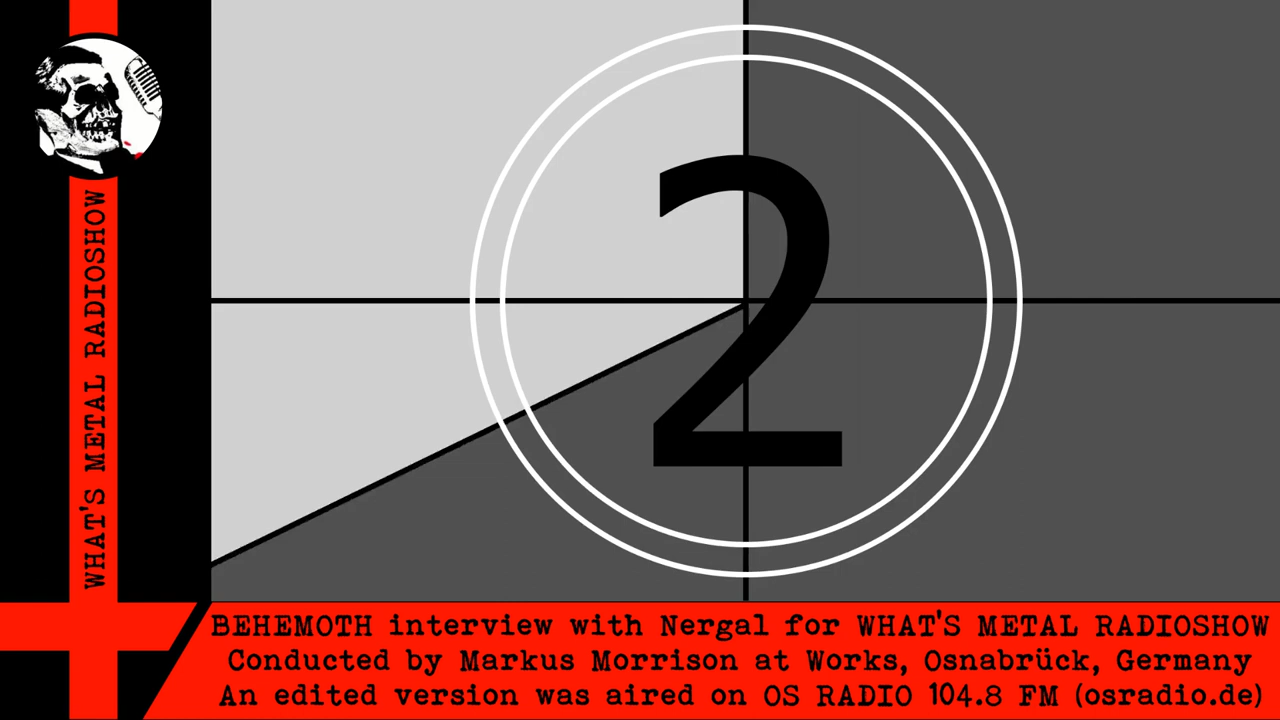 WHAT'S METAL RADIOSHOW
2
BEHEMOTH interview with Nergal for WHAT'S METAL RADIOSHOW
Conducted by Markus Morrison at Works, Osnabrück, Germany
An edited version was aired on OS RADIO 104.8 FM (osradio.de)